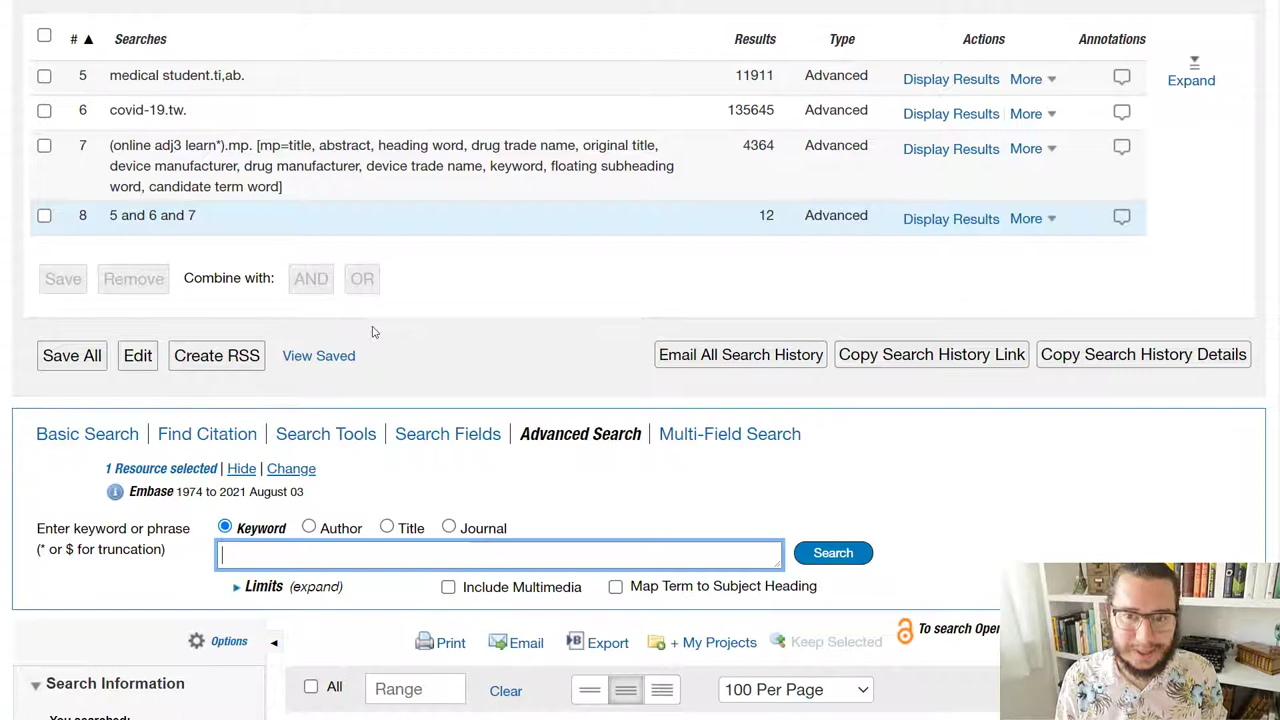 # ▲ Searches Results Type Actions Annotations
5 medical student.ti,ab. 11911 Advanced Display Results More ▼
Expand
6 covid-19.tw. 135645 Advanced Display Results More ▼
7 (online adj3 learn*).mp. [mp=title, abstract, heading word, drug trade name, original title, 4364 Advanced Display Results More ▼
device manufacturer, drug manufacturer, device trade name, keyword, floating subheading
word, candidate term word]
8 5 and 6 and 7 12 Advanced Display Results More ▼
Save Remove Combine with: AND OR
Save All Edit Create RSS View Saved Email All Search History Copy Search History Link Copy Search History Details
Basic Search | Find Citation | Search Tools | Search Fields | Advanced Search | Multi-Field Search
1 Resource selected | Hide | Change
Embase 1974 to 2021 August 03
Enter keyword or phrase Keyword Author Title Journal
(* or $ for truncation) Search
Limits (expand) Include Multimedia Map Term to Subject Heading
Options Print Email Export + My Projects Keep Selected To search Oper
Search Information All Range Clear 100 Per Page
You searched: